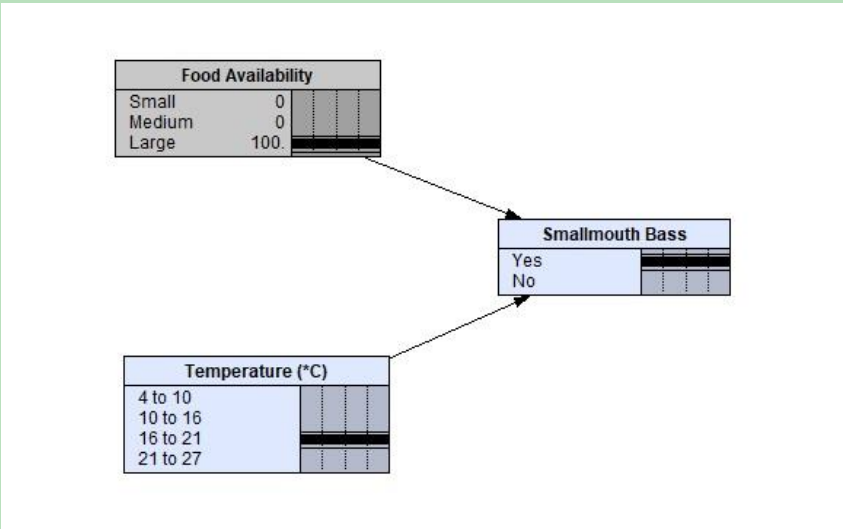 Food Availability
Small 0
Medium 0
Large 100.
Smallmouth Bass
Yes
No
Temperature (*C)
4 to 10
10 to 16
16 to 21
21 to 27